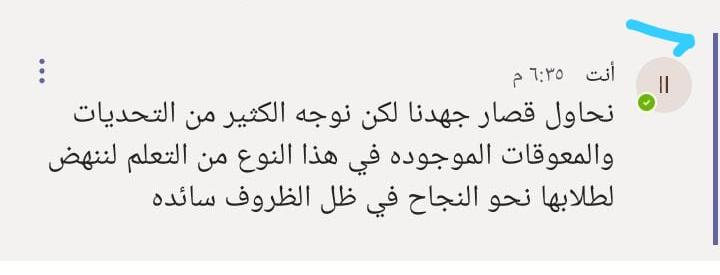 أنت ٦:٣٥ م
اا
نحاول قصار جهدنا لكن نوجه الكثير من التحديات
والمعوقات الموجوده في هذا النوع من التعلم لننهض
لطلابها نحو النجاح في ظل الظروف سائده